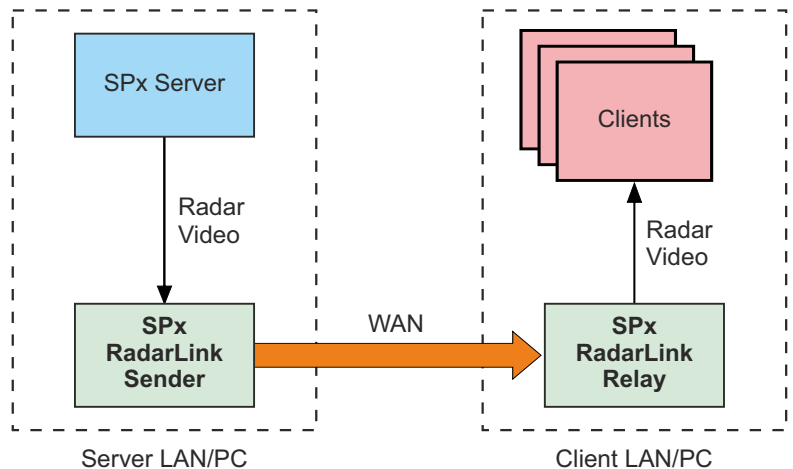 SPx Server
Radar
Video
SPx
RadarLink
Sender
Server LAN/PC
WAN
Clients
Radar
Video
SPx
RadarLink
Relay
Client LAN/PC